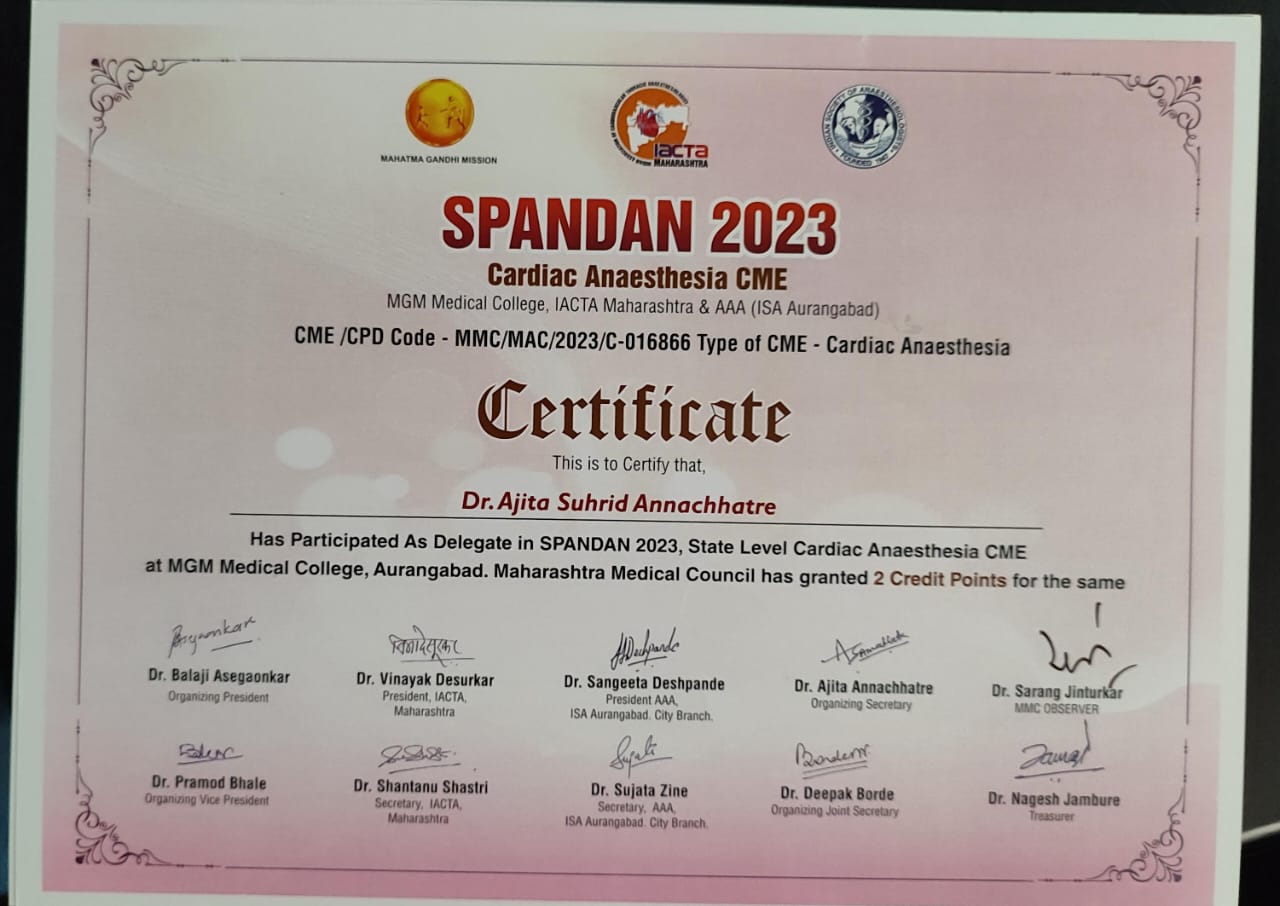 MAHATMA GANDHI MISSION
IACTA
MAHARASHTRA
INDIAN SOCIETY OF ANAESTHESIOLOGISTS
FOUNDED 1947
SPANDAN 2023
Cardiac Anaesthesia CME
MGM Medical College, IACTA Maharashtra & AAA (ISA Aurangabad)
CME /CPD Code - MMC/MAC/2023/C-016866 Type of CME - Cardiac Anaesthesia
Certificate
This is to Certify that,
Dr. Ajita Suhrid Annachhatre
Has Participated As Delegate in SPANDAN 2023, State Level Cardiac Anaesthesia CME
at MGM Medical College, Aurangabad. Maharashtra Medical Council has granted 2 Credit Points for the same
Dr. Balaji Asegaonkar
Organizing President
Dr. Vinayak Desurkar
President, IACTA,
Maharashtra
Dr. Sangeeta Deshpande
President AAA,
ISA Aurangabad. City Branch.
Dr. Ajita Annachhatre
Organizing Secretary
Dr. Sarang Jinturkar
MMC OBSERVER
Dr. Pramod Bhale
Organizing Vice President
Dr. Shantanu Shastri
Secretary, IACTA,
Maharashtra
Dr. Sujata Zine
Secretary, AAA,
ISA Aurangabad. City Branch.
Dr. Deepak Borde
Organizing Joint Secretary
Dr. Nagesh Jambure
Treasurer